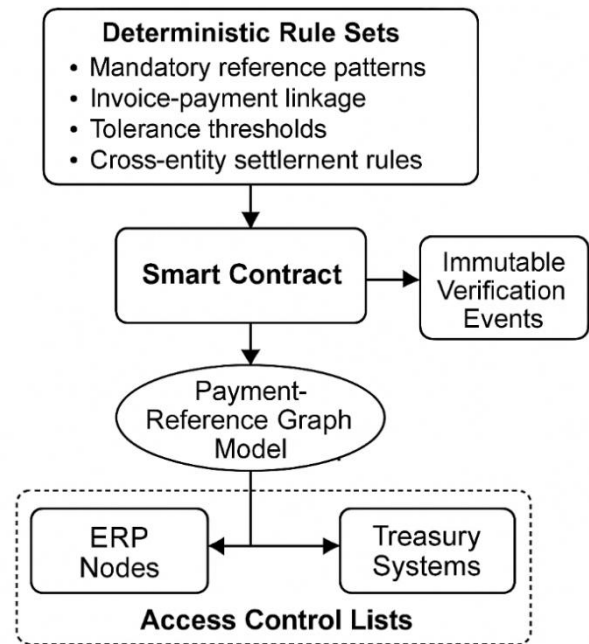 Deterministic Rule Sets
• Mandatory reference patterns
• Invoice-payment linkage
• Tolerance thresholds
• Cross-entity settlernent rules
Smart Contract
Immutable
Verification
Events
Payment-
Reference Graph
Model
ERP
Nodes
Treasury
Systems
Access Control Lists